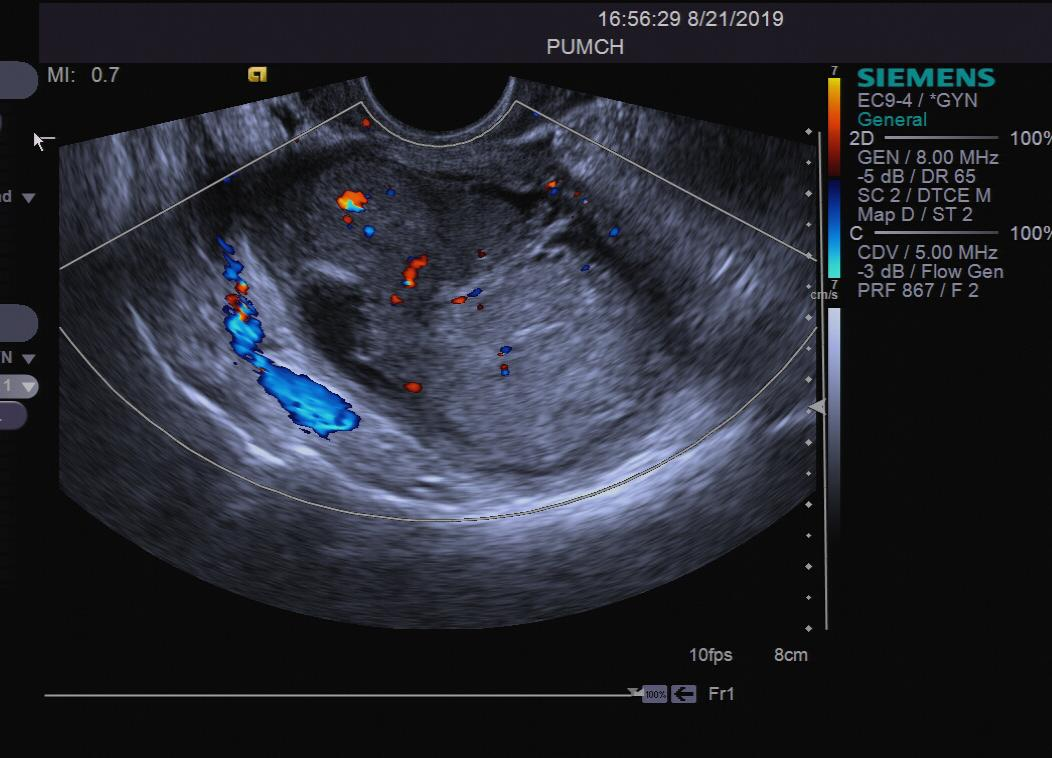 16:56:29 8/21/2019
PUMCH
MI: 0.7
7
SIEMENS
EC9-4 / *GYN
General
2D 100%
GEN / 8.00 MHz
-5 dB / DR 65
SC 2 / DTCE M
Map D / ST 2
C 100%
CDV / 5.00 MHz
-3 dB / Flow Gen
PRF 867 / F 2
7
cm/s
nd
N
1
10fps 8cm
100% Fr1